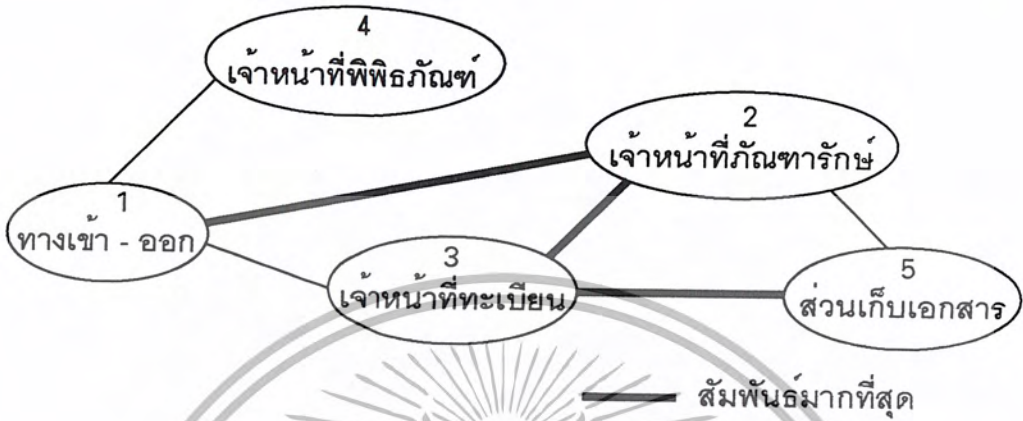 4
เจ้าหน้าที่พิพิธภัณฑ์
2
เจ้าหน้าที่ภัณฑารักษ์
1
ทางเข้า - ออก
3
เจ้าหน้าที่ทะเบียน
5
ส่วนเก็บเอกสาร
สัมพันธ์มากที่สุด